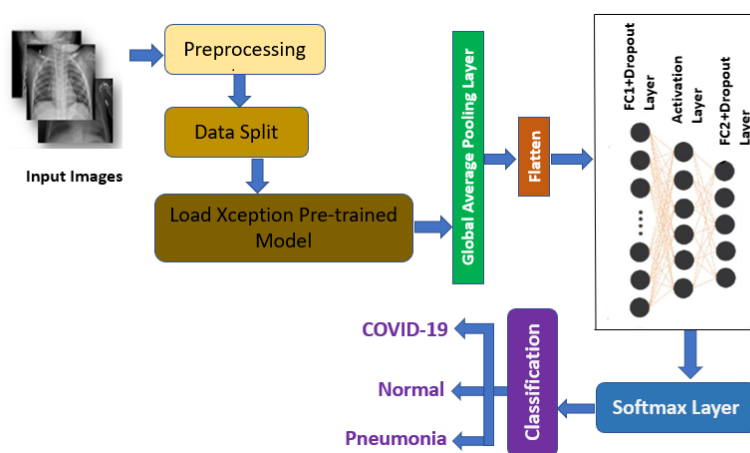 Input Images
Preprocessing
Data Split
Load Xception Pre-trained
Model
Global Average Pooling Layer
Flatten
FC1+Dropout
Layer
Activation
Layer
FC2+Dropout
Layer
Softmax Layer
Classification
COVID-19
Normal
Pneumonia